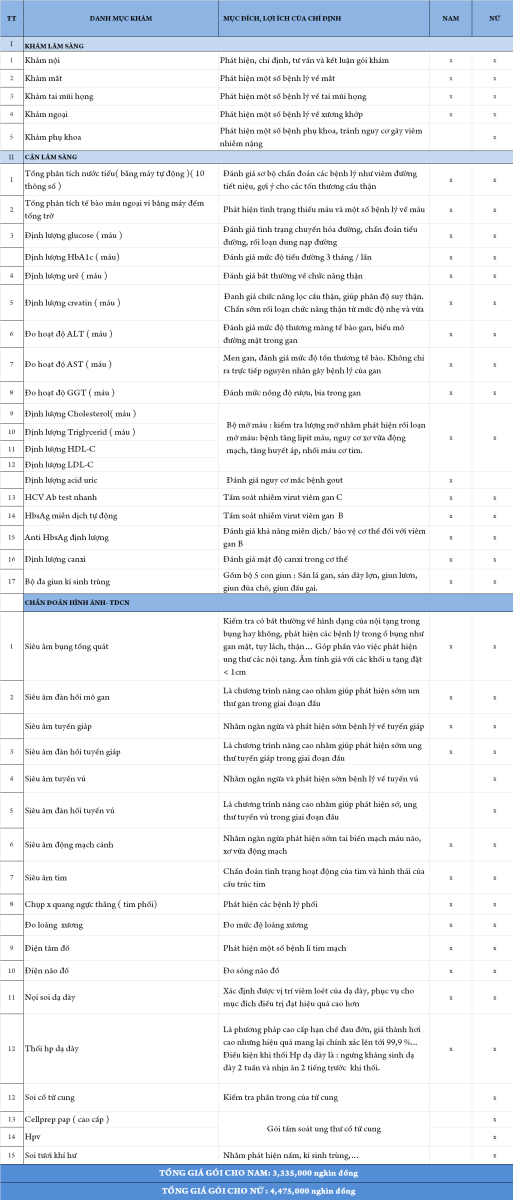 TT DANH MỤC KHÁM MỤC ĐÍCH, LỢI ÍCH CỦA CHỈ ĐỊNH NAM NỮ
I KHÁM LÂM SÀNG
1 Khám nội Phát hiện, chỉ định, tư vấn và kết luận gói khám x x
2 Khám mắt Phát hiện một số bệnh lý về mắt x x
3 Khám tai mũi họng Phát hiện một số bệnh lý về tai mũi họng x x
4 Khám ngoại Phát hiện một số bệnh lý về xương khớp x x
5 Khám phụ khoa Phát hiện một số bệnh phụ khoa, tránh nguy cơ gây viêm x
nhiễm nặng
II CẬN LÂM SÀNG
1 Tổng phân tích nước tiểu( bằng máy tự động )( 10 Đánh giá sơ bộ chẩn đoán các bệnh lý như viêm đường x x
thông số ) tiết niệu, gợi ý cho các tổn thương cầu thận
2 Tổng phân tích tế bào máu ngoại vi bằng máy đếm Phát hiện tình trạng thiếu máu và một số bệnh lý về máu x x
tổng trở
3 Định lượng glucose ( máu ) Đánh giá tình trạng chuyển hóa đường, chẩn đoán tiểu x x
đường, rối loạn dung nạp đường
Định lượng HbA1c ( máu) Đánh giá mức độ tiểu đường 3 tháng / lần x x
4 Định lượng urê ( máu ) Đánh giá bất thường về chức năng thận x x
5 Định lượng creatin ( máu ) Đanh giá chức năng lọc cầu thận, giúp phân độ suy thận. x x
Chẩn sớm rối loạn chức năng thận từ mức độ nhẹ và vừa
6 Đo hoạt độ ALT ( máu ) Đánh giá mức độ thương màng tế bào gan, biểu mô x x
đường mật trong gan
7 Đo hoạt độ AST ( máu ) Men gan, đánh giá mức độ tổn thương tế bào. Không chỉ x x
ra trực tiếp nguyên nhân gây bệnh lý của gan
8 Đo hoạt độ GGT ( máu ) Đánh mức nồng độ rượu, bia trong gan x x
9 Định lượng Cholesterol( máu )
10 Định lượng Triglycerid ( máu )
11 Định lượng HDL-C
12 Định lượng LDL-C
Bộ mỡ máu : kiểm tra lượng mỡ nhằm phát hiện rối loạn x x
mỡ máu: bệnh tăng lipit máu, nguy cơ xơ vữa động
mạch, tăng huyết áp, nhồi máu cơ tim.
Định lượng acid uric Đánh giá nguy cơ mắc bệnh gout x
13 HCV Ab test nhanh Tầm soát nhiễm virut viêm gan C x x
14 HbsAg miễn dịch tự động Tầm soát nhiễm virut viêm gan B x x
15 Anti HbsAg định lượng Đánh giá khả năng miễn dịch/ bảo vệ cơ thể đối với viêm x x
gan B
16 Định lượng canxi Đánh giá mật độ canxi trong cơ thể x x
17 Bộ đa giun kí sinh trùng Gồm bộ 5 con giun : Sán lá gan, sán dây lợn, giun lươn, x x
giun đũa chó, giun đầu gai.
CHẨN ĐOÁN HÌNH ẢNH- TDCN
1 Siêu âm bụng tổng quát Kiểm tra có bất thường về hình dạng của nội tạng trong x x
bụng hay không, phát hiện các bệnh lý trong ổ bụng như
gan mật, tụy lách, thận… Góp phần vào việc phát hiện
ung thư các nội tạng. Âm tính giả với các khối u tạng đặt
< 1cm
2 Siêu âm đàn hồi mô gan Là chương trình nâng cao nhằm giúp phát hiện sớm um x x
thư gan trong giai đoạn đầu
Siêu âm tuyến giáp Nhằm ngăn ngừa và phát hiện sớm bệnh lý về tuyến giáp x x
3 Siêu âm đàn hồi tuyến giáp Là chương trình nâng cao nhằm giúp phát hiện sớm ung x x
thư tuyến giáp trong giai đoạn đầu
4 Siêu âm tuyến vú Nhằm ngăn ngừa và phát hiện sớm bệnh lý về tuyến vú x
5 Siêu âm đàn hồi tuyến vú Là chương trình nâng cao nhằm giúp phát hiện sớ, ung x
thư tuyến vú trong giai đoạn đầu
6 Siêu âm động mạch cảnh Nhằm ngăn ngừa phát hiện sớm tai biến mạch máu não, x x
xơ vữa động mạch
7 Siêu âm tim Chẩn đoán tình trạng hoạt động của tim và hình thái của x x
cấu trúc tim
8 Chụp x quang ngực thẳng ( tim phổi) Phát hiện các bệnh lý phổi x x
Đo loãng xương Đo mức độ loãng xương x x
9 Điện tâm đồ Phát hiện một số bệnh lí tim mạch x x
10 Điện não đồ Đo sóng não đồ x x
11 Nội soi dạ dày Xác định được vị trí viêm loét của dạ dày, phục vụ cho x x
mục đích điều trị đạt hiệu quả cao hơn
12 Thổi hp dạ dày Là phương pháp cao cấp hạn chế đau đớn, giá thành hơi x x
cao nhưng hiệu quả mang lại chính xác lên tới 99,9 %...
Điều kiện khi thổi Hp dạ dày là : ngưng kháng sinh dạ
dày 2 tuần và nhịn ăn 2 tiếng trước khi thổi.
12 Soi cổ tử cung Kiểm tra phần trong của tử cung x
13 Cellprep pap ( cao cấp ) x
Gói tầm soát ung thư cổ tử cung
14 Hpv x
15 Soi tươi khí hư Nhằm phát hiện nấm, kí sinh trùng,… x
TỔNG GIÁ GÓI CHO NAM: 3,335,000 nghìn đồng
TỔNG GIÁ GÓI CHO NỮ : 4,475,000 nghìn đồng